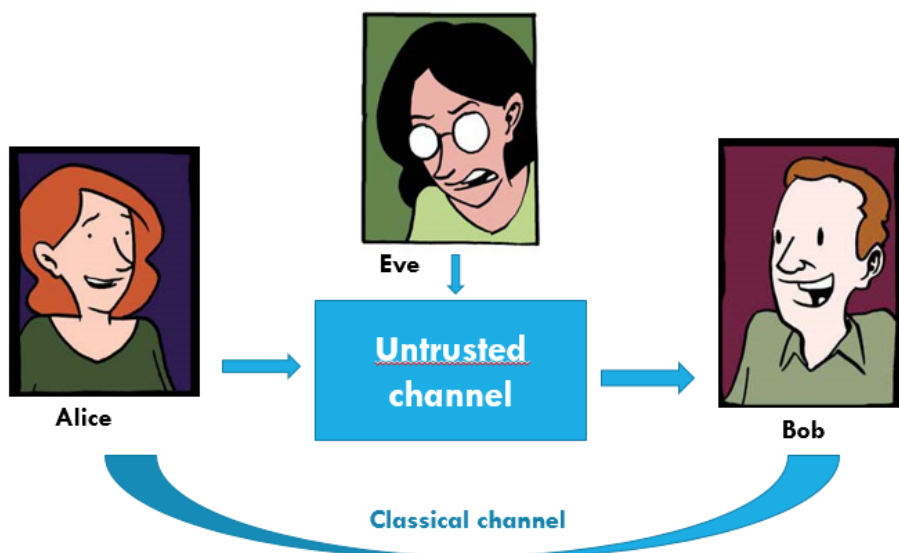 Eve
Untrusted
channel
Alice
Bob
Classical channel